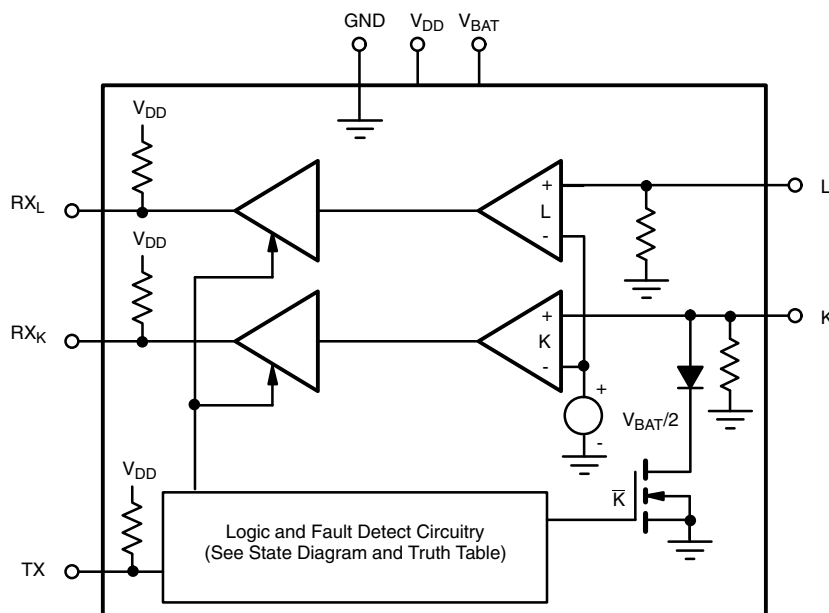 GND VDD VBAT
VDD
RXL
+
L
-
L
VDD
RXK
+
K
-
K
+
VBAT/2
-
VDD
K̅
Logic and Fault Detect Circuitry
(See State Diagram and Truth Table)
TX